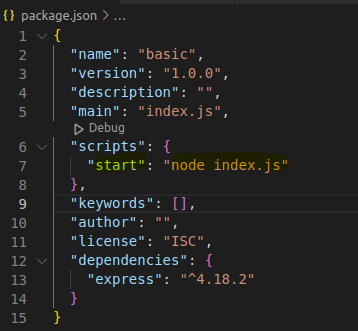 {} package.json > ...
1 {
2 "name": "basic",
3 "version": "1.0.0",
4 "description": "",
5 "main": "index.js",
Debug
6 "scripts": {
7 "start": "node index.js"
8 },
9 "keywords": [],
10 "author": "",
11 "license": "ISC",
12 "dependencies": {
13 "express": "^4.18.2"
14 }
15 }